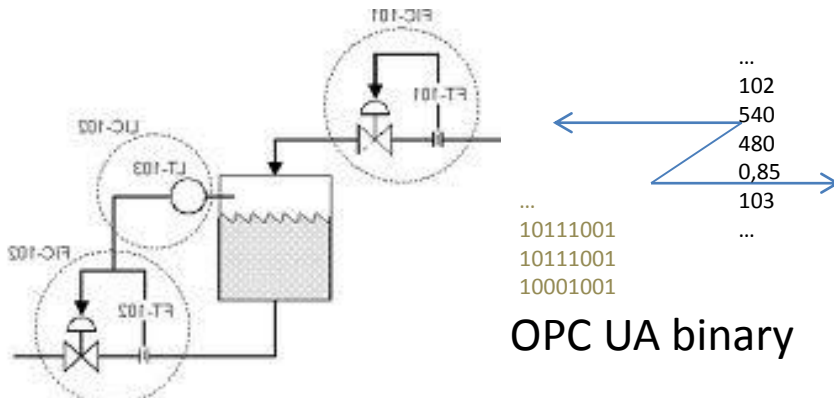 FIC-101
FT-101
LIC-102
LT-103
FIC-102
FT-102
...
102
540
480
0,85
103
...
...
10111001
10111001
10001001
OPC UA binary